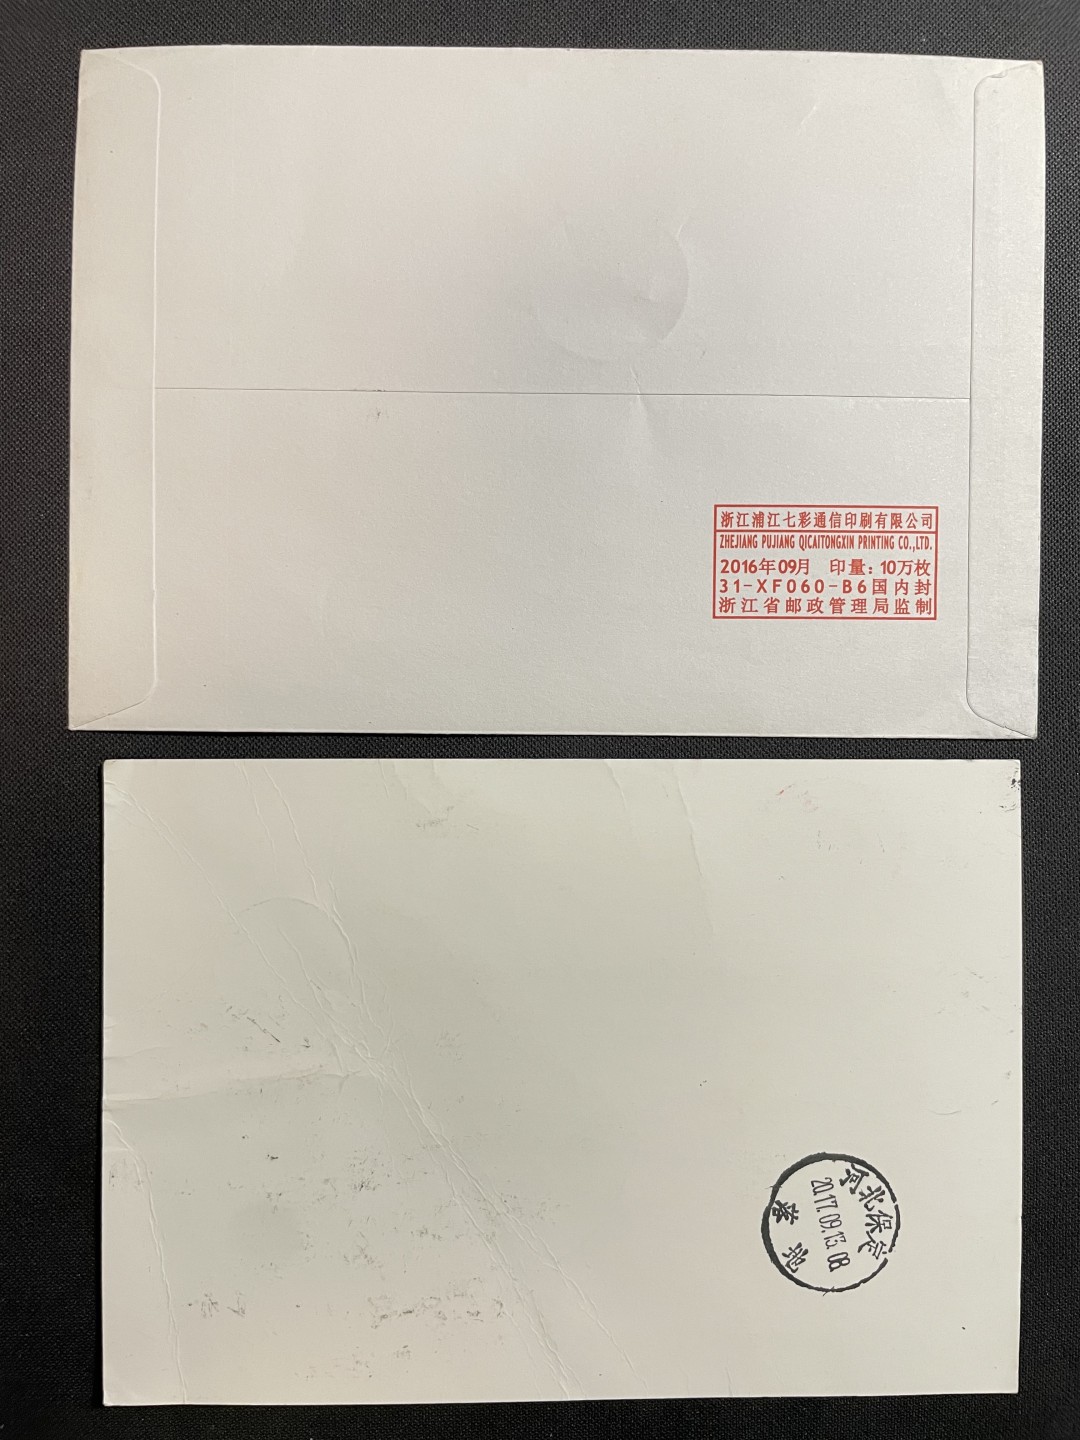 浙江浦江七彩通信印刷有限公司
ZHEJIANG PUJIANG QICAITONGXIN PRINTING CO.,LTD.
2016年09月 印量：10万枚
31-XF060-B6国内封
浙江省邮政管理局监制
河北保定
2017.09.13.08